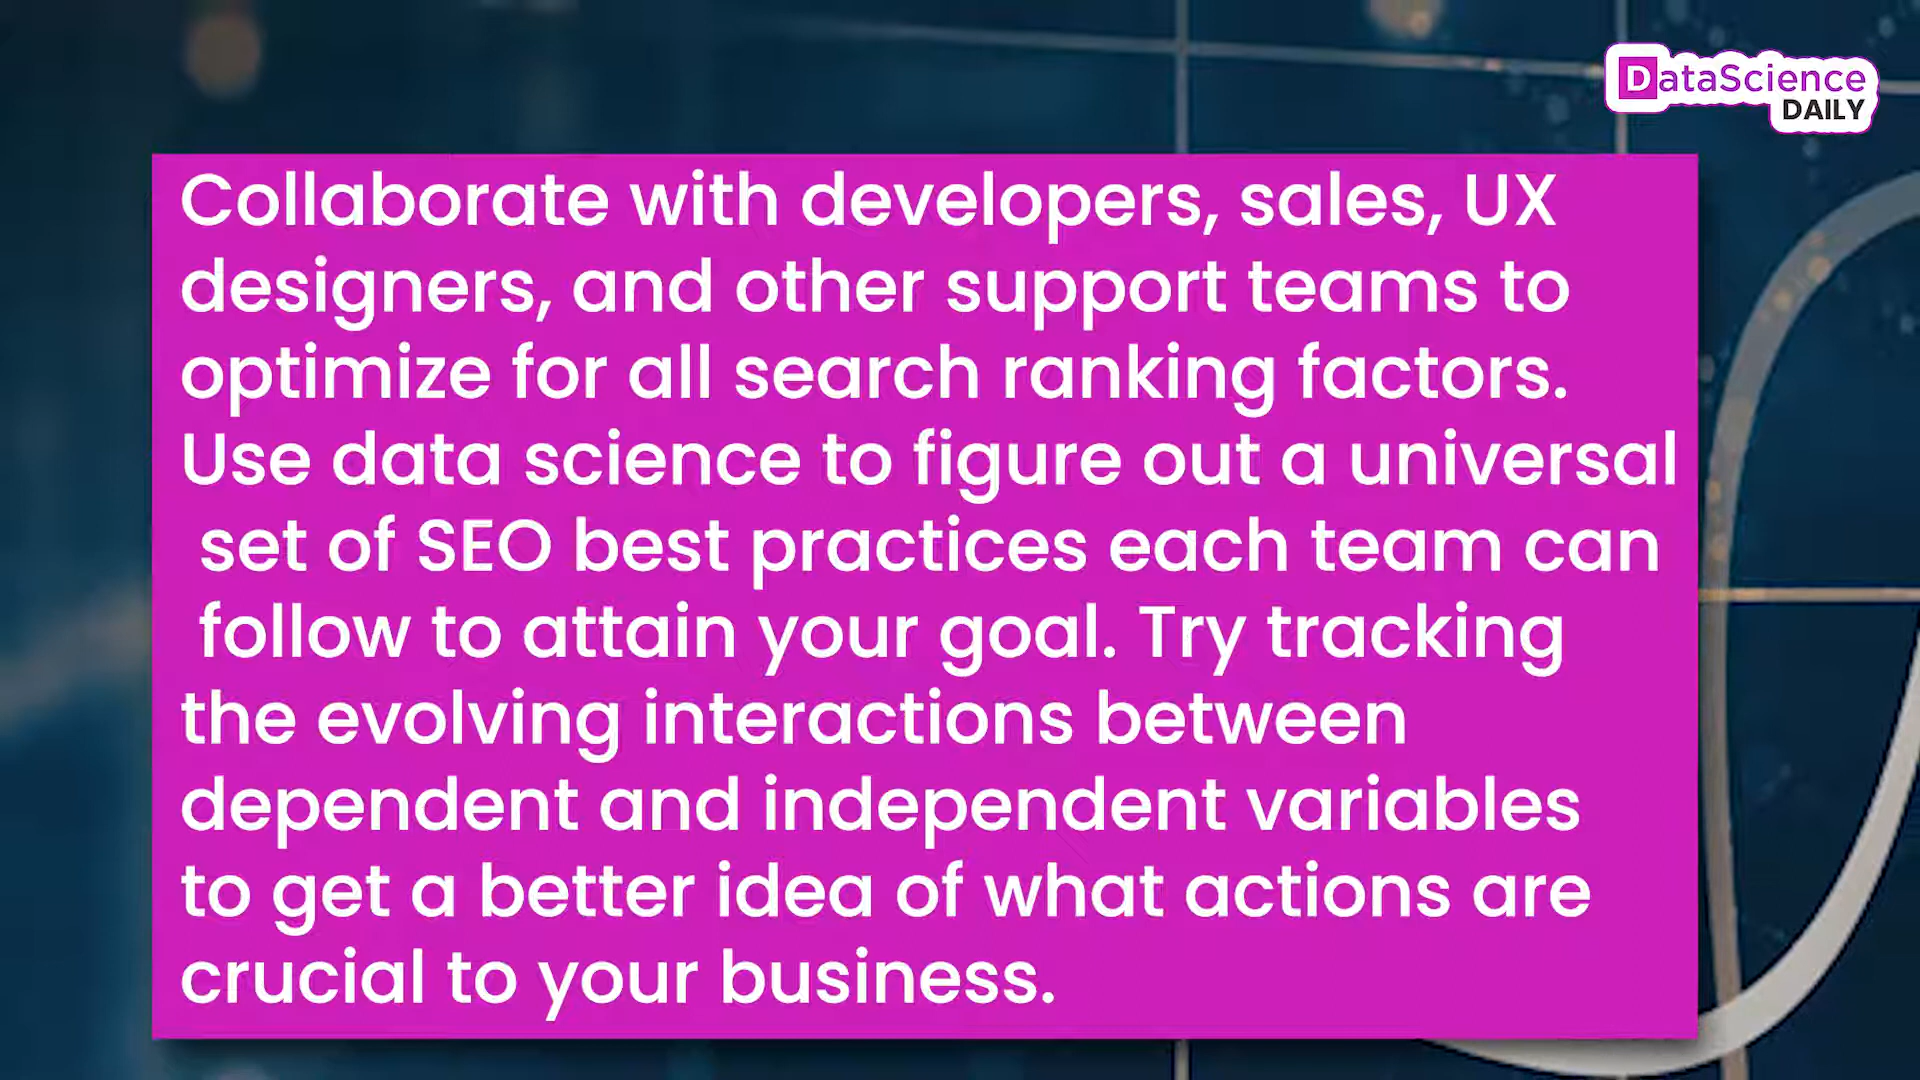 DataScience
DAILY
Collaborate with developers, sales, UX
designers, and other support teams to
optimize for all search ranking factors.
Use data science to figure out a universal
set of SEO best practices each team can
follow to attain your goal. Try tracking
the evolving interactions between
dependent and independent variables
to get a better idea of what actions are
crucial to your business.